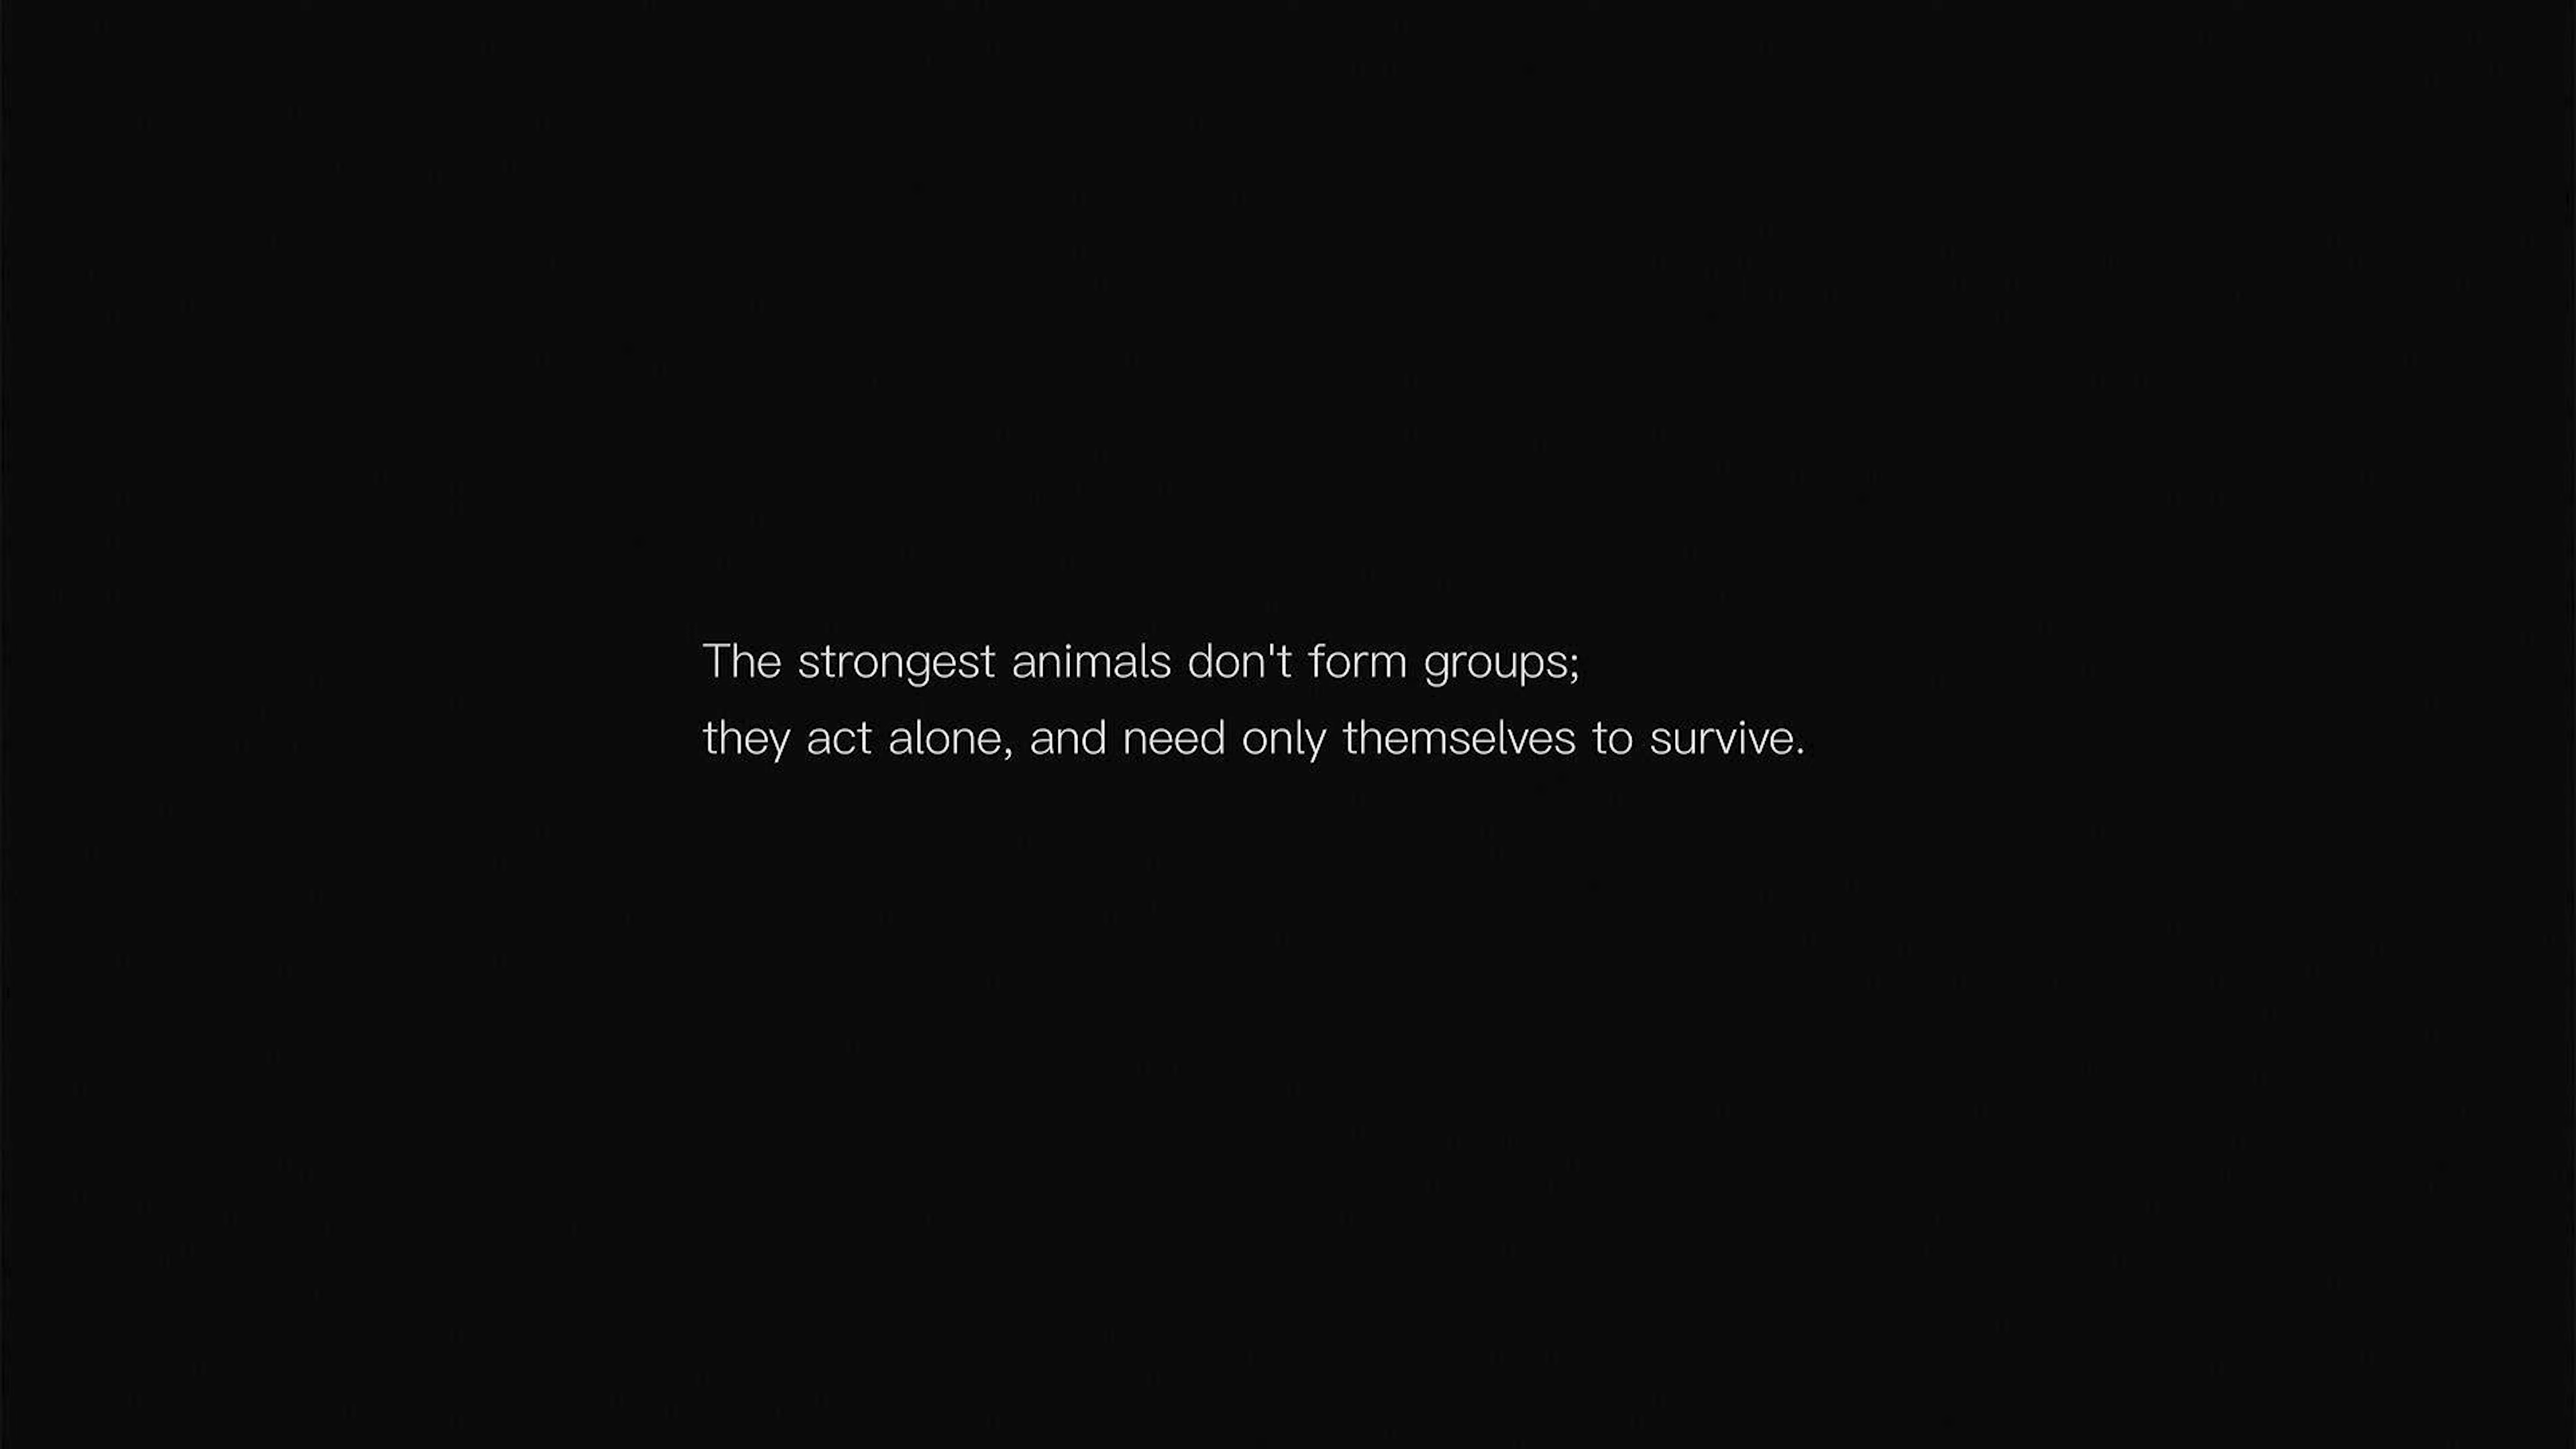 The strongest animals don't form groups;
they act alone, and need only themselves to survive.